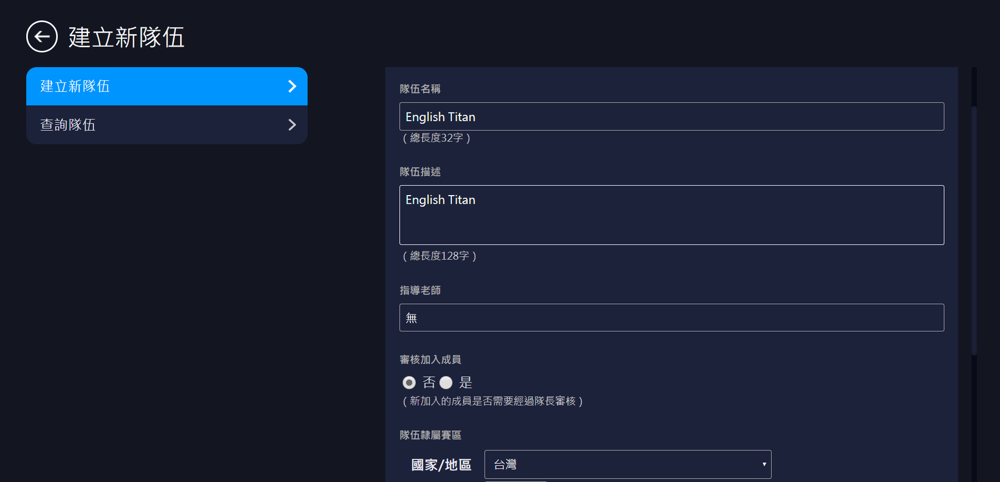 建立新隊伍
建立新隊伍
查詢隊伍
隊伍名稱
English Titan
(總長度32字)
隊伍描述
English Titan
(總長度128字)
指導老師
無
審核加入成員
否 是
(新加入的成員是否需要經過隊長審核)
隊伍隸屬賽區
國家/地區 台灣